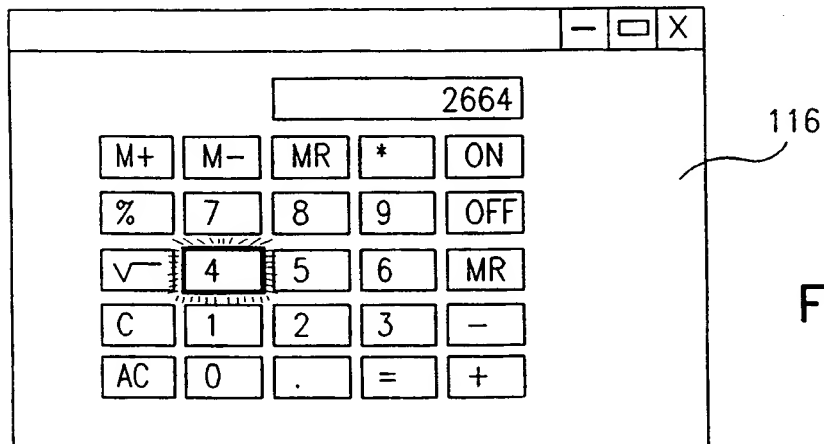 X
2664
116
M+ M- MR * ON
% 7 8 9 OFF
√ 4 5 6 MR
C 1 2 3 -
AC 0 . = +
F